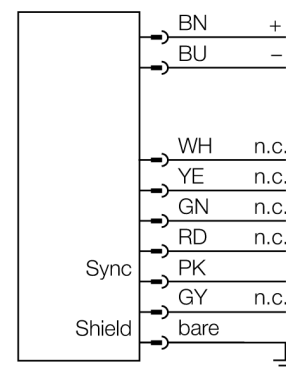 BN +
BU –
WH n.c.
YE n.c.
GN n.c.
RD n.c.
Sync PK
GY n.c.
Shield bare